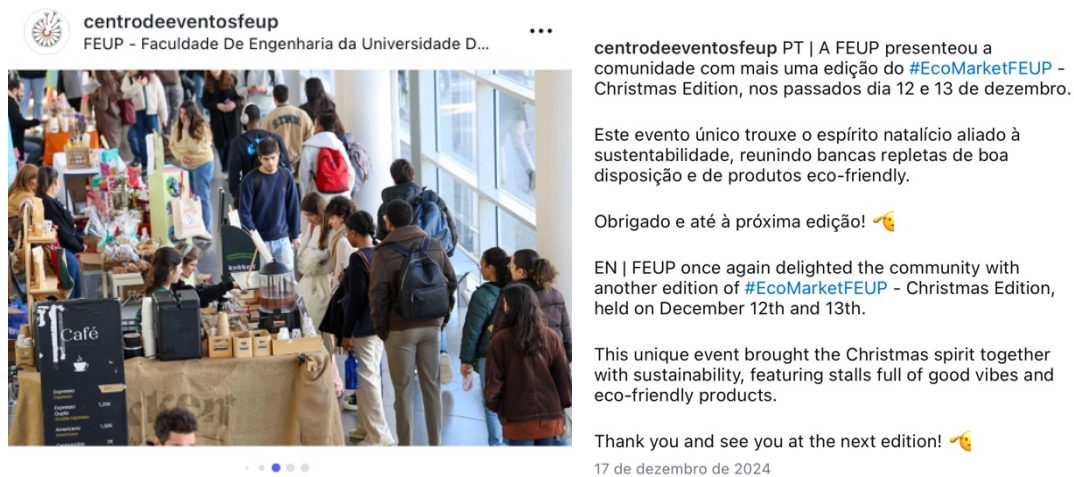 centrodeeventosfeup
FEUP - Faculdade De Engenharia da Universidade D...
Café
Espresso
Espresso
Espresso
Duplo
Americano
Americano
centrodeeventosfeup PT | A FEUP presenteou a
comunidade com mais uma edição do #EcoMarketFEUP -
Christmas Edition, nos passados dia 12 e 13 de dezembro.
Este evento único trouxe o espírito natalício aliado à
sustentabilidade, reunindo bancas repletas de boa
disposição e de produtos eco-friendly.
Obrigado e até à próxima edição! 🫡
EN | FEUP once again delighted the community with
another edition of #EcoMarketFEUP - Christmas Edition,
held on December 12th and 13th.
This unique event brought the Christmas spirit together
with sustainability, featuring stalls full of good vibes and
eco-friendly products.
Thank you and see you at the next edition! 🫡
17 de dezembro de 2024